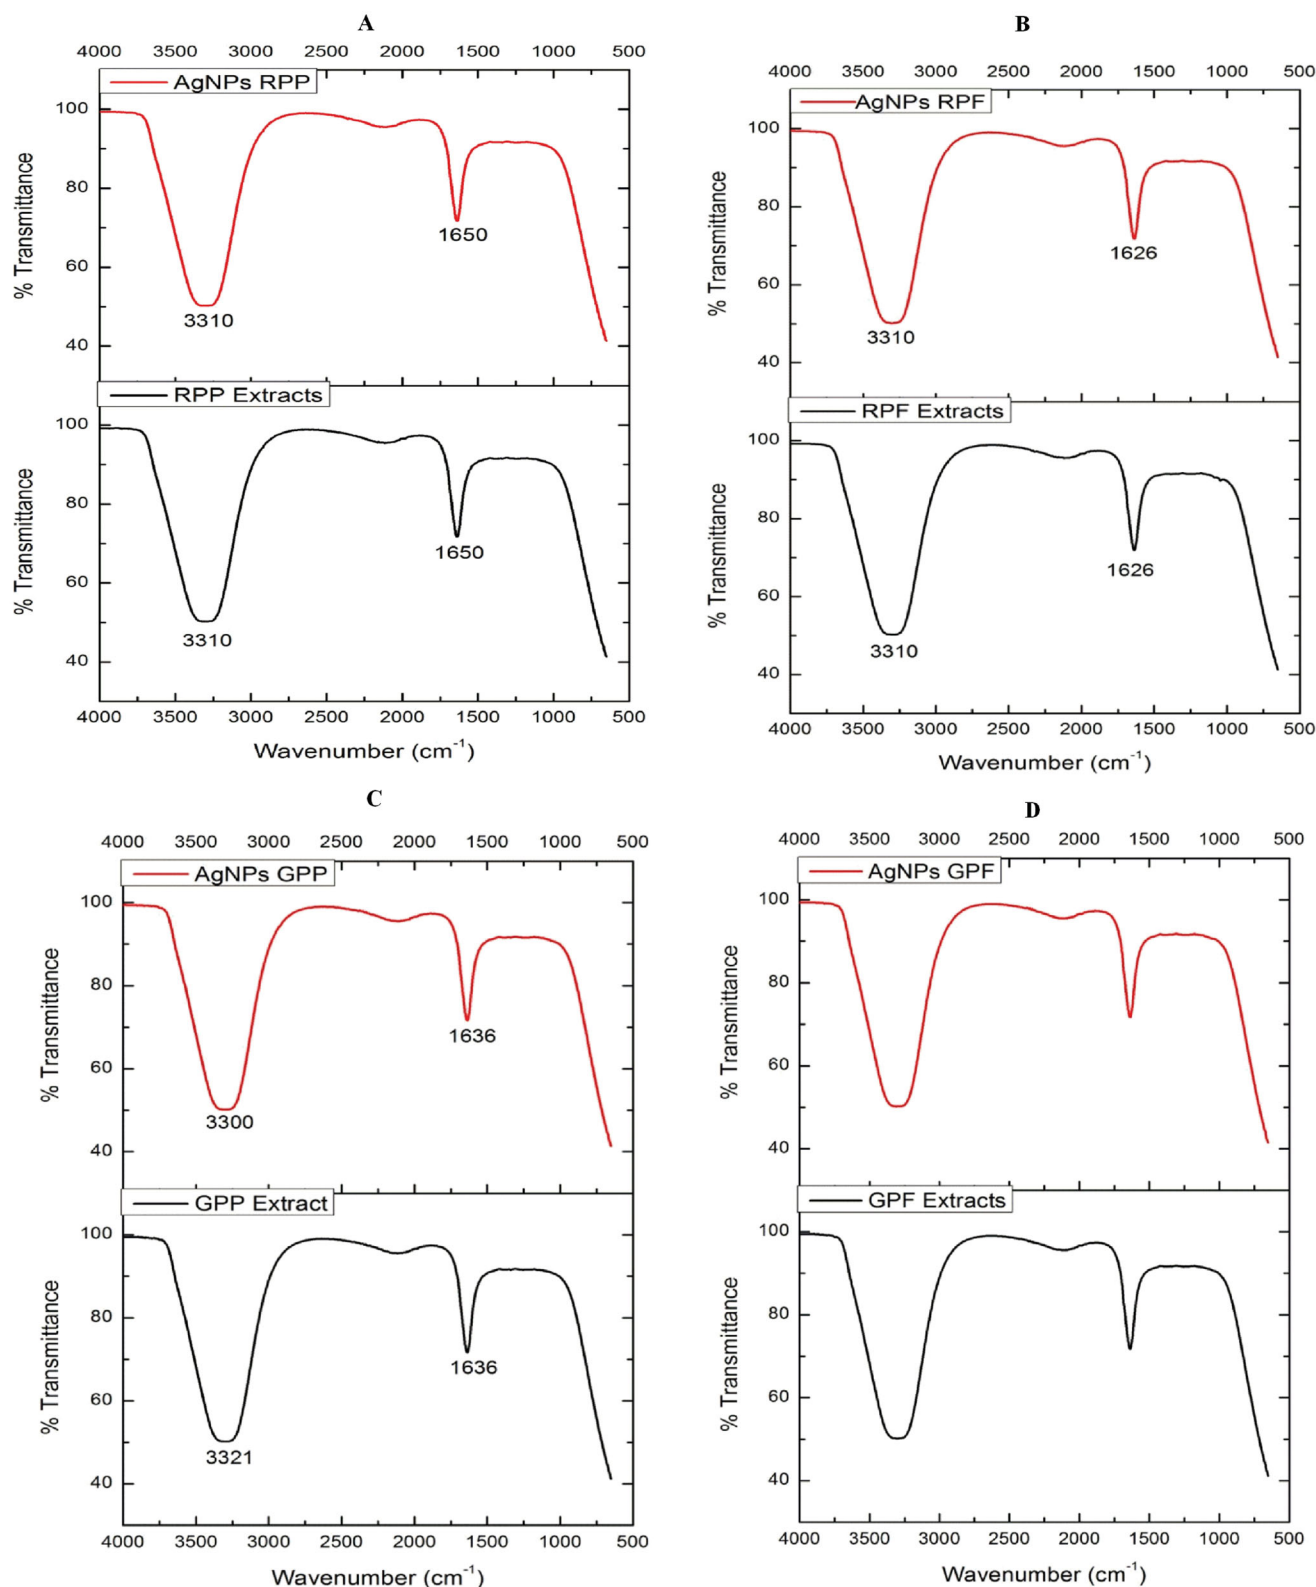 A
4000 3500 3000 2500 2000 1500 1000 500
AgNPs RPP
100
80
60
40
% Transmittance
1650
3310
RPP Extracts
100
80
60
40
% Transmittance
1650
3310
4000 3500 3000 2500 2000 1500 1000 500
Wavenumber (cm⁻¹)
B
4000 3500 3000 2500 2000 1500 1000 500
AgNPs RPF
100
80
60
40
% Transmittance
1626
3310
RPF Extracts
100
80
60
40
% Transmittance
1626
3310
4000 3500 3000 2500 2000 1500 1000 500
Wavenumber (cm⁻¹)
C
4000 3500 3000 2500 2000 1500 1000 500
AgNPs GPP
100
80
60
40
% Transmittance
1636
3300
GPP Extract
100
80
60
40
% Transmittance
1636
3321
4000 3500 3000 2500 2000 1500 1000 500
Wavenumber (cm⁻¹)
D
4000 3500 3000 2500 2000 1500 1000 500
AgNPs GPF
100
80
60
40
% Transmittance
GPF Extracts
100
80
60
40
% Transmittance
4000 3500 3000 2500 2000 1500 1000 500
Wavenumber (cm⁻¹)